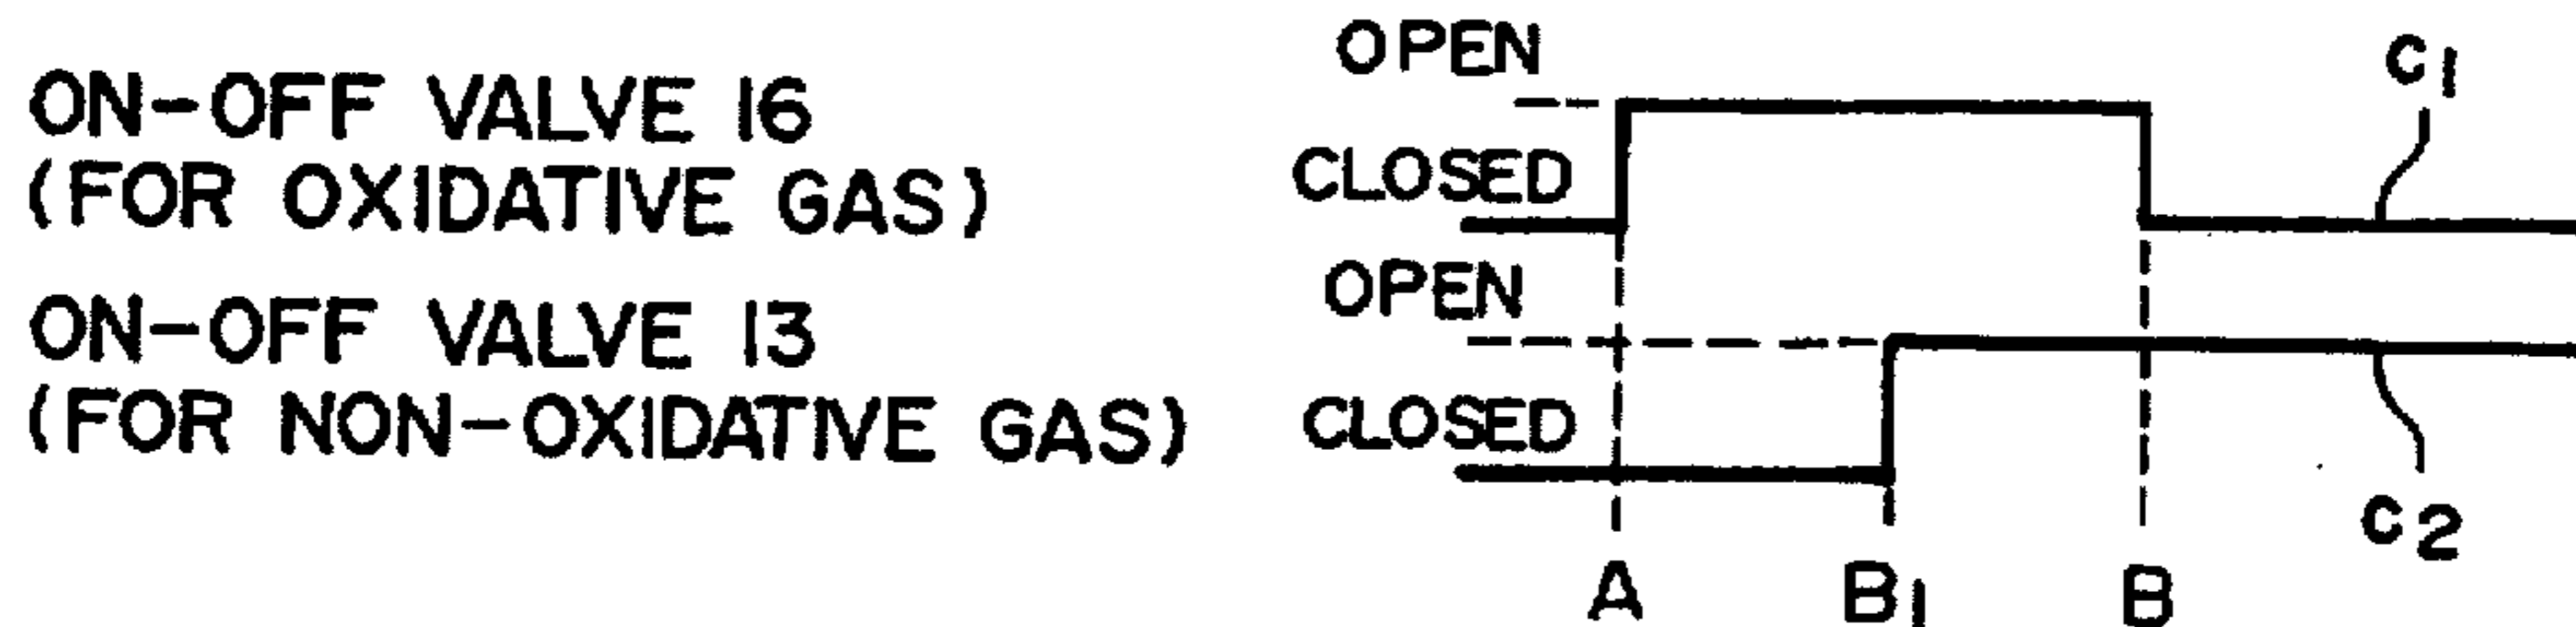 ON-OFF VALVE 16
(FOR OXIDATIVE GAS)
OPEN
CLOSED
C1
ON-OFF VALVE 13
(FOR NON-OXIDATIVE GAS)
OPEN
CLOSED
C2
A B1 B